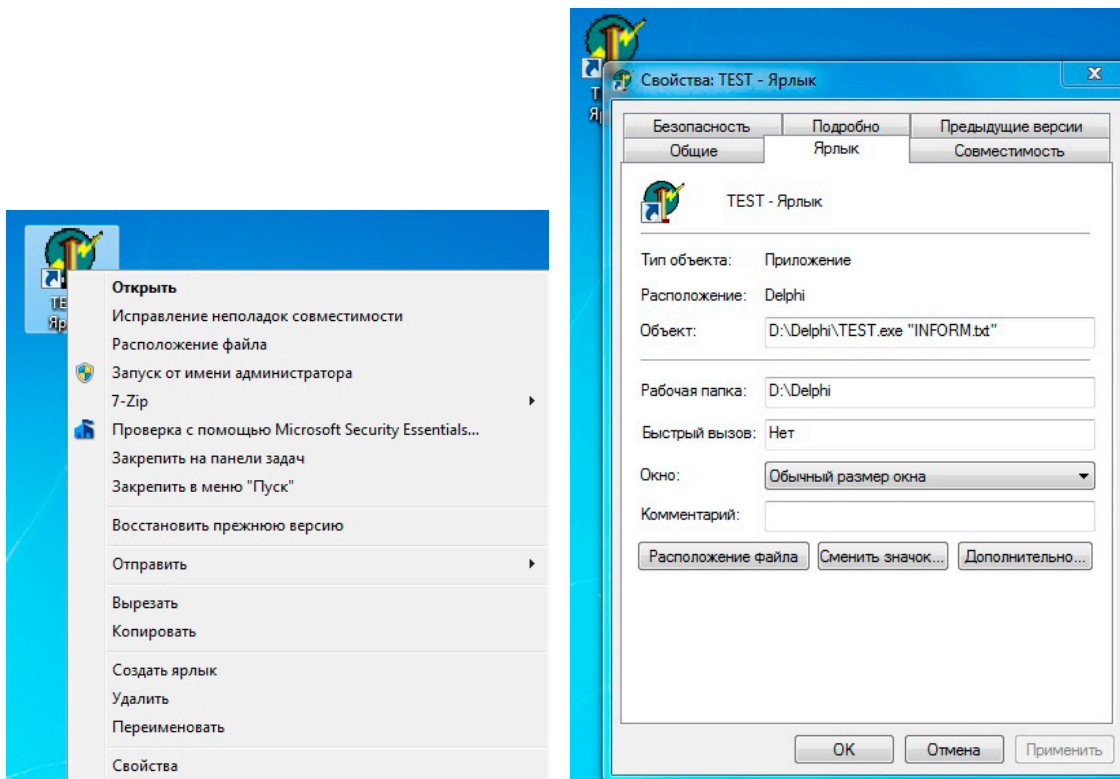 TE
Яр
Открыть
Исправление неполадок совместимости
Расположение файла
Запуск от имени администратора
7-Zip
Проверка с помощью Microsoft Security Essentials...
Закрепить на панели задач
Закрепить в меню "Пуск"
Восстановить прежнюю версию
Отправить
Вырезать
Копировать
Создать ярлык
Удалить
Переименовать
Свойства
T
Я
Свойства: TEST - Ярлык
Безопасность Подробно Предыдущие версии
Общие Ярлык Совместимость
TEST - Ярлык
Тип объекта: Приложение
Расположение: Delphi
Объект: D:\Delphi\TEST.exe "INFORM.txt"
Рабочая папка: D:\Delphi
Быстрый вызов: Нет
Окно: Обычный размер окна
Комментарий:
Расположение файла Сменить значок... Дополнительно...
OK Отмена Применить